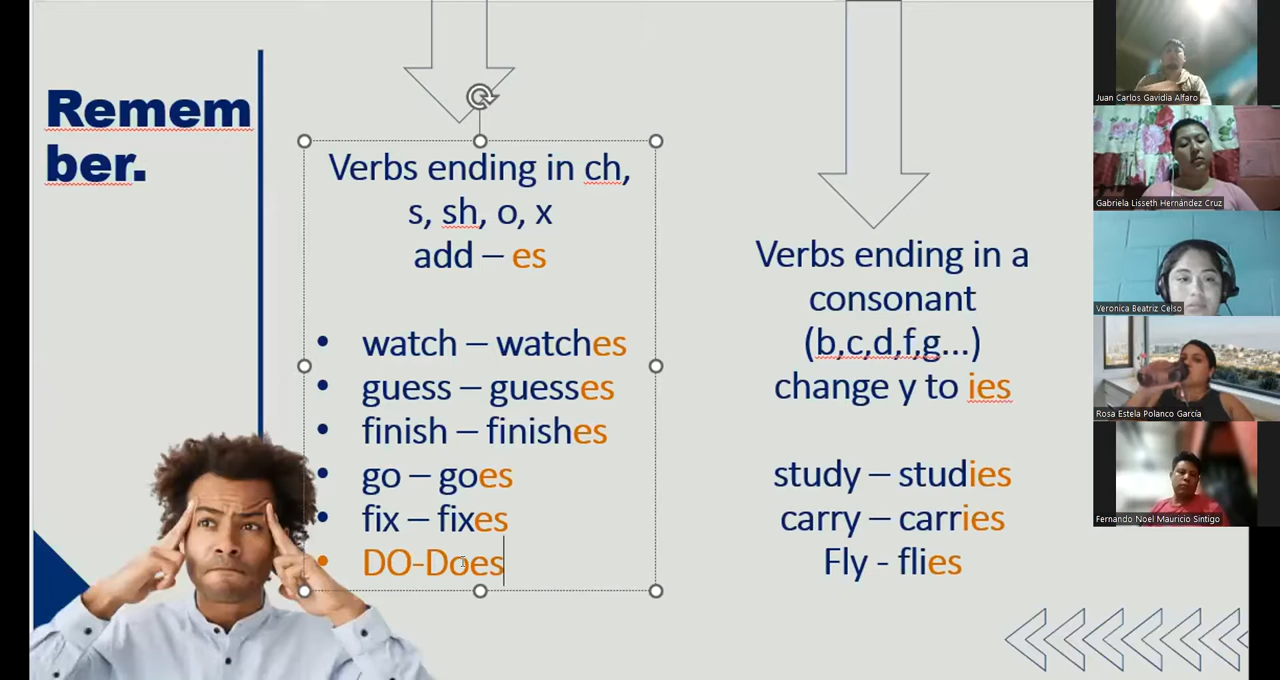 Remem
ber.
Verbs ending in ch,
s, sh, o, x
add – es
• watch – watches
• guess – guesses
• finish – finishes
• go – goes
• fix – fixes
• DO-Does
Verbs ending in a
consonant
(b,c,d,f,g...)
change y to ies
study – studies
carry – carries
Fly - flies
Juan Carlos Gavidia Alfaro
Gabriela Lisseth Hernández Cruz
Veronica Beatriz Celso
Rosa Estela Polanco García
Fernando Noel Mauricio Sintigo